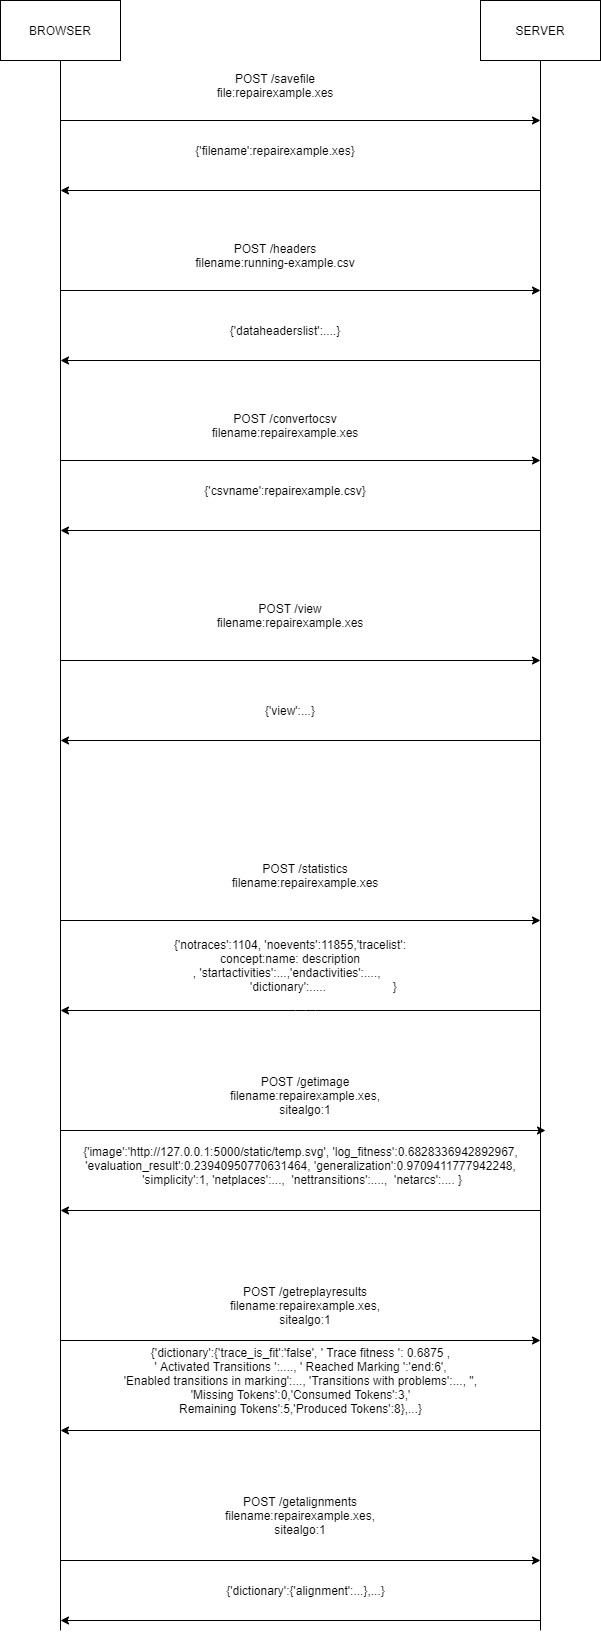 BROWSER
SERVER
POST /savefile
file:repairexample.xes
{'filename':repairexample.xes}
POST /headers
filename:running-example.csv
{'dataheaderslist':....}
POST /convertocsv
filename:repairexample.xes
{'csvname':repairexample.csv}
POST /view
filename:repairexample.xes
{'view':...}
POST /statistics
filename:repairexample.xes
{'notraces':1104, 'noevents':11855,'tracelist':
concept:name: description
, 'startactivities':...,'endactivities':....,
'dictionary':..... }
POST /getimage
filename:repairexample.xes,
sitealgo:1
{'image':'http://127.0.0.1:5000/static/temp.svg', 'log_fitness':0.6828336942892967,
'evaluation_result':0.23940950770631464, 'generalization':0.9709411777942248,
'simplicity':1, 'netplaces':..., 'nettransitions':...., 'netarcs':.... }
POST /getreplayresults
filename:repairexample.xes,
sitealgo:1
{'dictionary':{'trace_is_fit':'false', ' Trace fitness ': 0.6875 ,
' Activated Transitions ':...., ' Reached Marking ':'end:6',
'Enabled transitions in marking':..., 'Transitions with problems':..., '',
'Missing Tokens':0,'Consumed Tokens':3,'
Remaining Tokens':5,'Produced Tokens':8},...}
POST /getalignments
filename:repairexample.xes,
sitealgo:1
{'dictionary':{'alignment':...},...}